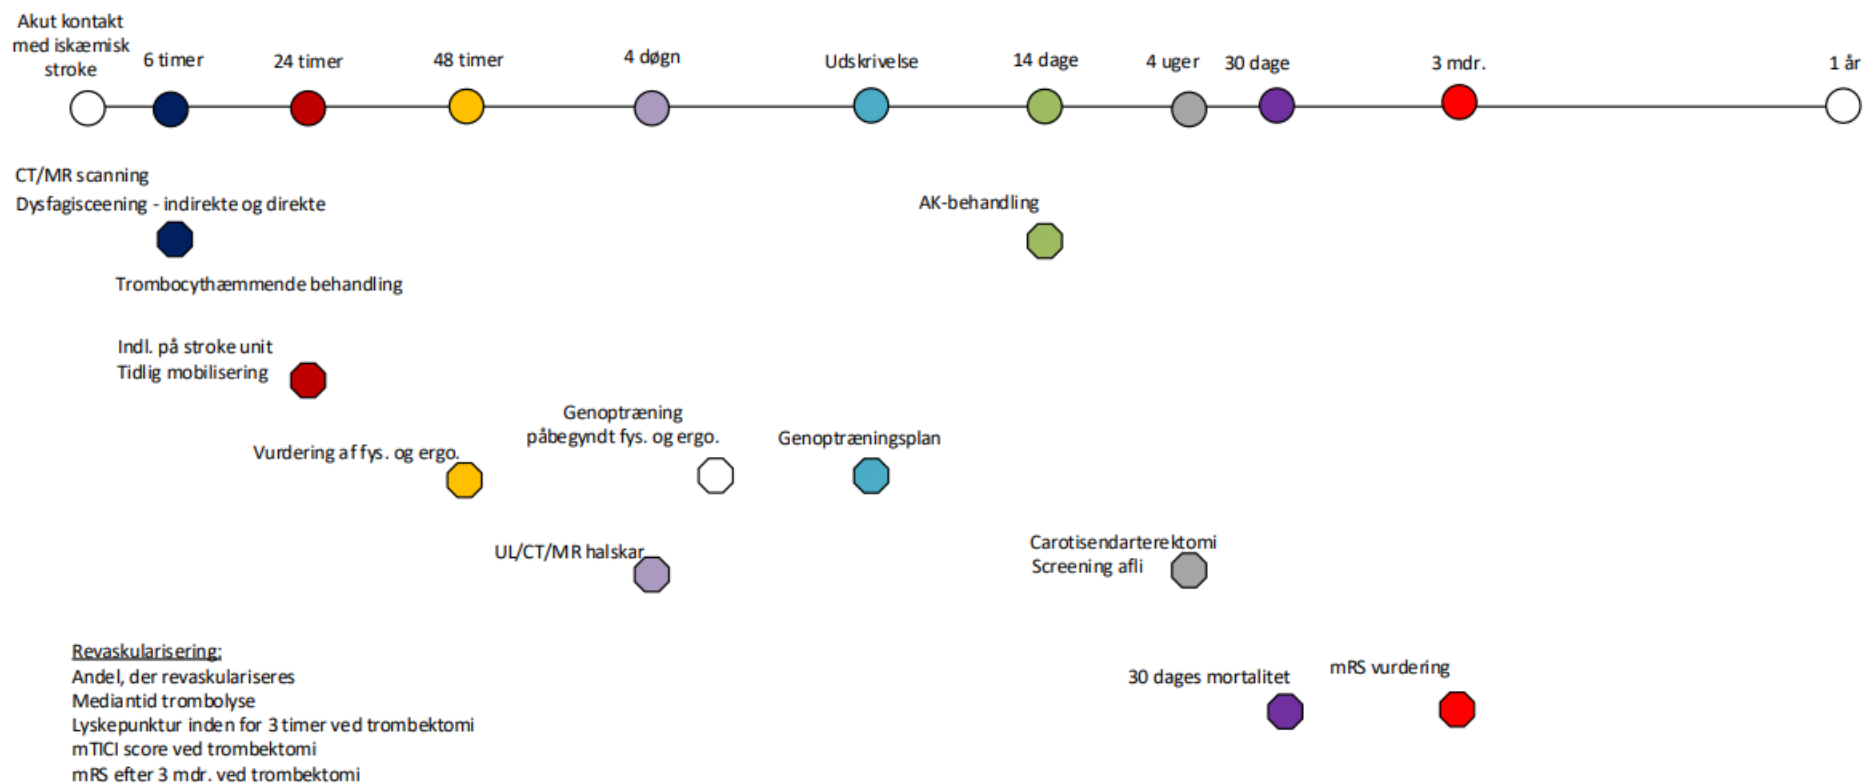 Akut kontakt
med iskæmisk
stroke
6 timer
24 timer
48 timer
4 døgn
Udskrivelse
14 dage
4 uger
30 dage
3 mdr.
1 år
CT/MR scanning
Dysfagisceening - indirekte og direkte
AK-behandling
Trombocythæmmende behandling
Indl. på stroke unit
Tidlig mobilisering
Genoptræning
påbegyndt fys. og ergo.
Genoptræningsplan
Vurdering af fys. og ergo.
UL/CT/MR halskar
Carotisendarterektomi
Screening afli
Revaskularisering:
Andel, der revaskulariseres
Mediantid trombolyse
Lyskepunktur inden for 3 timer ved trombektomi
mTICI score ved trombektomi
mRS efter 3 mdr. ved trombektomi
30 dages mortalitet
mRS vurdering